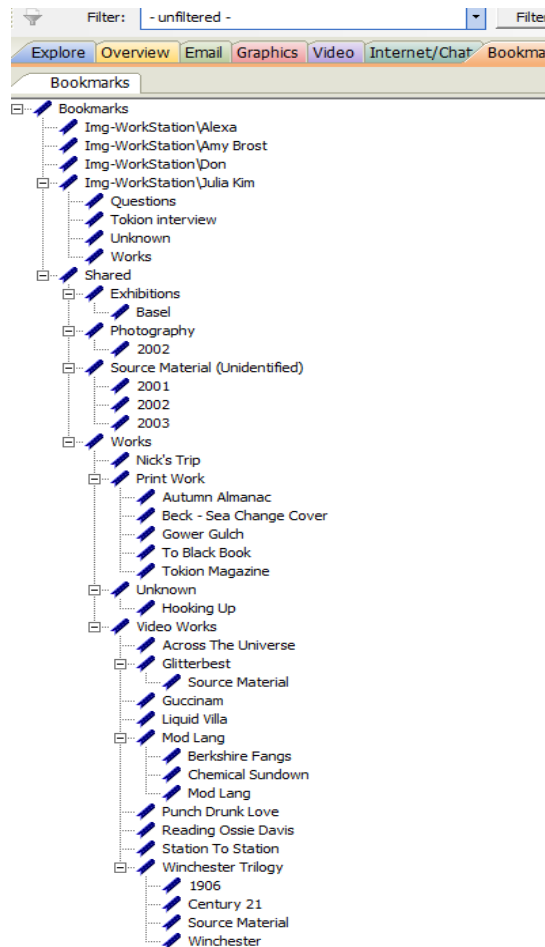 Filter: - unfiltered - Filte
Explore Overview Email Graphics Video Internet/Chat Bookma
Bookmarks
Bookmarks
Img-WorkStation\Alexa
Img-WorkStation\Amy Brost
Img-WorkStation\Don
Img-WorkStation\Julia Kim
Questions
Tokion interview
Unknown
Works
Shared
Exhibitions
Basel
Photography
2002
Source Material (Unidentified)
2001
2002
2003
Works
Nick's Trip
Print Work
Autumn Almanac
Beck - Sea Change Cover
Gower Gulch
To Black Book
Tokion Magazine
Unknown
Hooking Up
Video Works
Across The Universe
Glitterbest
Source Material
Guccinam
Liquid Villa
Mod Lang
Berkshire Fangs
Chemical Sundown
Mod Lang
Punch Drunk Love
Reading Ossie Davis
Station To Station
Winchester Trilogy
1906
Century 21
Source Material
Winchester